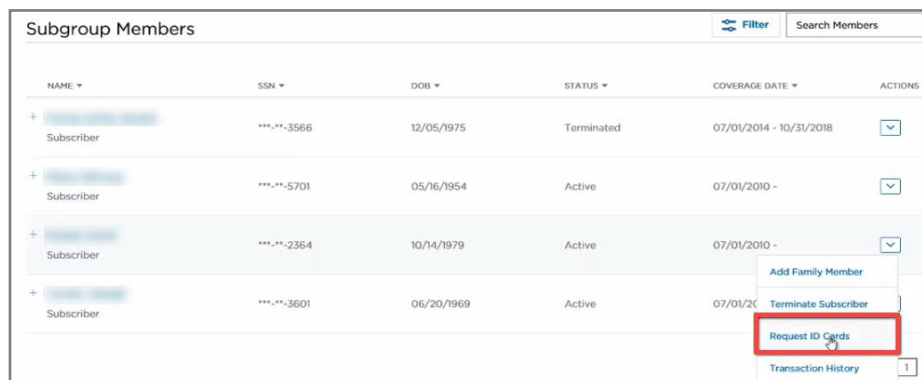 Subgroup Members
Filter
Search Members
NAME SSN DOB STATUS COVERAGE DATE ACTIONS
Subscriber ***-**-3566 12/05/1975 Terminated 07/01/2014 - 10/31/2018
Subscriber ***-**-5701 05/16/1954 Active 07/01/2010 -
Subscriber ***-**-2364 10/14/1979 Active 07/01/2010 -
Add Family Member
Subscriber ***-**-3601 06/20/1969 Active 07/01/20
Terminate Subscriber
Request ID Cards
Transaction History
1